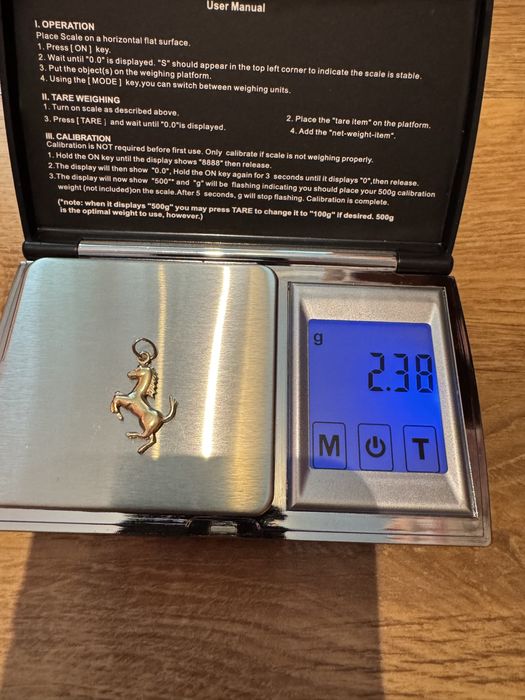 User Manual
I. OPERATION
Place Scale on a horizontal flat surface.
1. Press [ ON ] key.
2. Wait until "0.0" is displayed. "S" should appear in the top left corner to indicate the scale is stable.
3. Put the object(s) on the weighing platform.
4. Using the [ MODE ] key,you can switch between weighing units.
II. TARE WEIGHING
1. Turn on scale as described above.
2. Place the "tare item" on the platform.
3. Press [ TARE ] and wait until "0.0"is displayed.
4. Add the "net-weight-item".
III. CALIBRATION
Calibration is NOT required before first use. Only calibrate if scale is not weighing properly.
1. Hold the ON key until the display shows "8888" then release.
2.The display will then show "0.0", Hold the ON key again for 3 seconds until it displays "0",then release.
3.The display will now show "500"" and "g" will be flashing indicating you should place your 500g calibration
weight (not included)on the scale.After 5 seconds, g will stop flashing. Calibration is complete.
(*note: when it displays "500g" you may press TARE to change it to "100g" if desired. 500g
is the optimal weight to use, however.)
g
2.38
M T